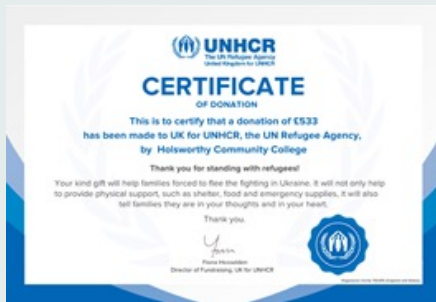 UNHCR
The UN Refugee Agency
United Kingdom for UNHCR
CERTIFICATE
OF DONATION
This is to certify that a donation of £533
has been made to UK for UNHCR, the UN Refugee Agency,
by Holsworthy Community College
Thank you for standing with refugees!
Your kind gift will help families forced to flee the fighting in Ukraine. It will not only help
to provide physical support, such as shelter, food and emergency supplies, it will also
tell families they are in your thoughts and in your heart.
Thank you.
Director of Fundraising, UK for UNHCR